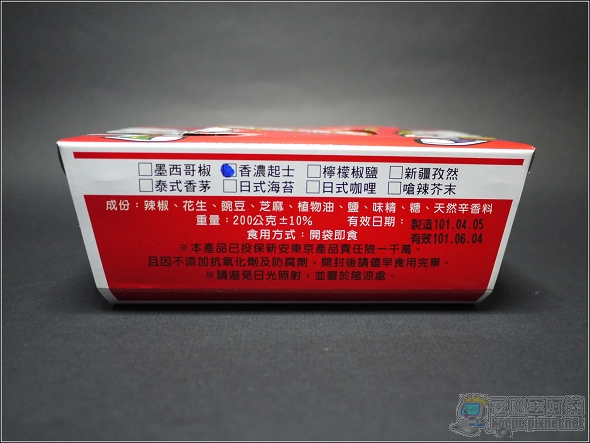 □墨西哥椒 □香濃起士 □檸檬椒鹽 □新疆孜然
□泰式香茅 □日式海苔 □日式咖哩 □嗆辣芥末
成份：辣椒、花生、豌豆、芝麻、植物油、鹽、味精、糖、天然辛香料
重量：200公克±10% 有效日期：製造101.04.05
食用方式：開袋即食 有效101.06.04
※本產品已投保新安東京產品責任險一千萬。
且因不添加抗氧化劑及防腐劑，開封後請儘早食用完畢。
※請避免日光照射，並置於陰涼處。
kocpc.pixnet.net